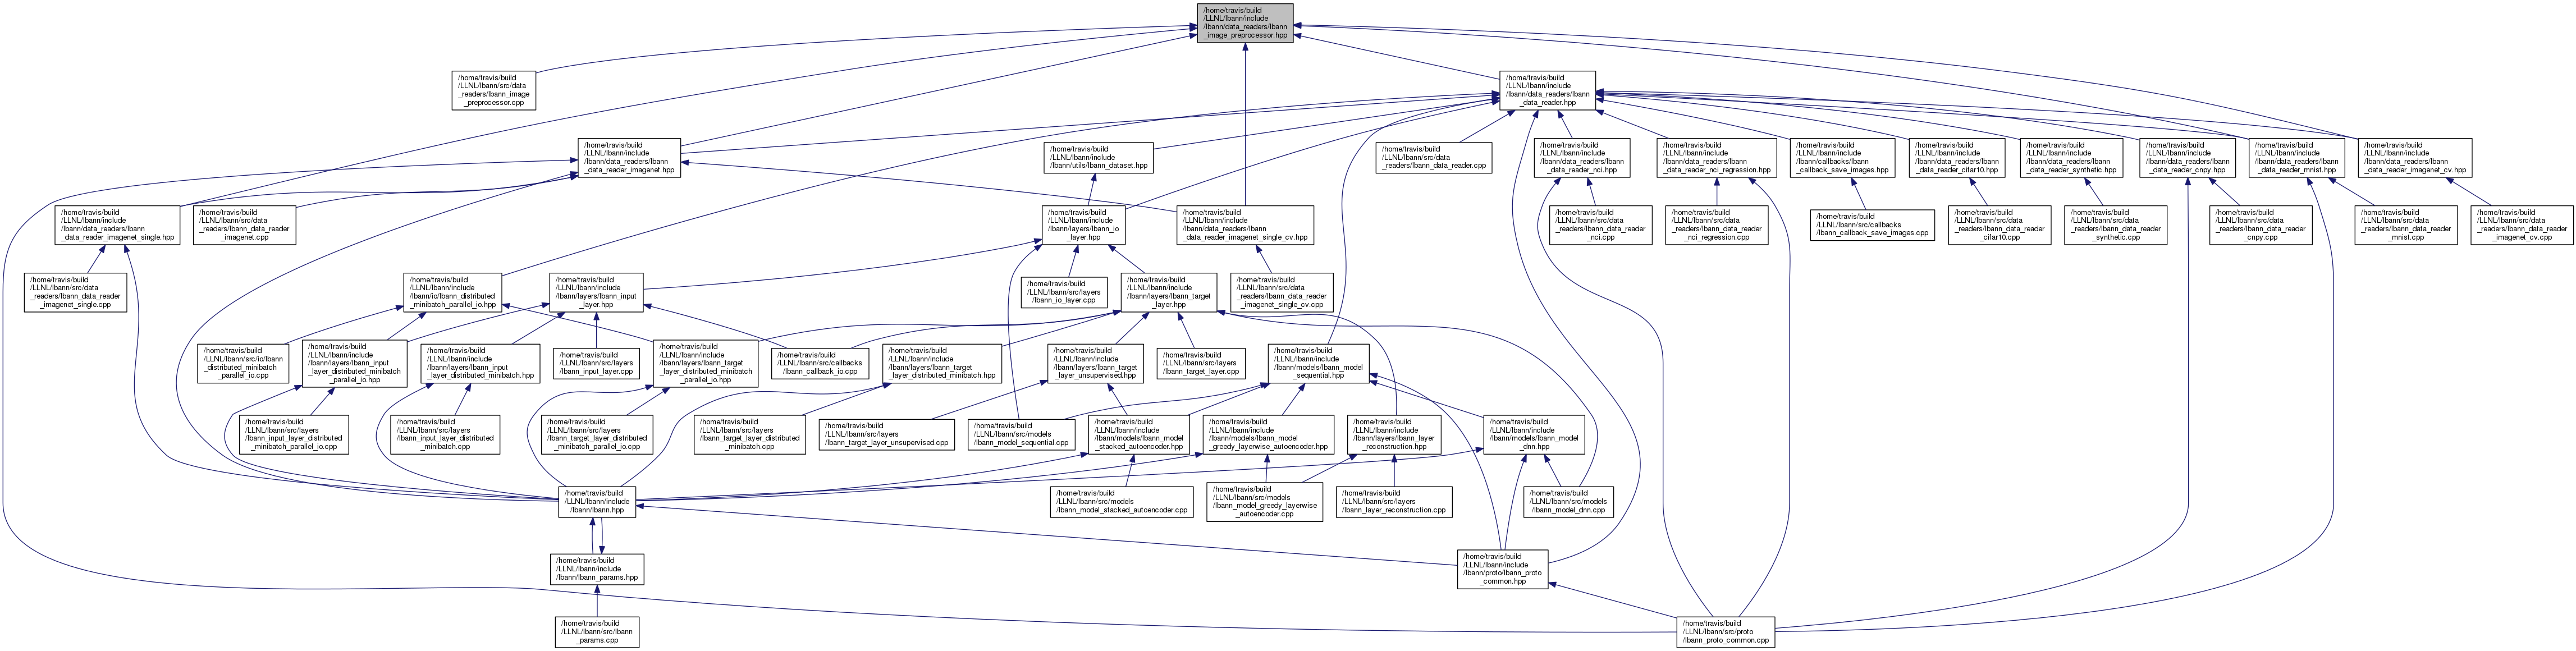 /home/travis/build
/LLNL/lbann/include
/lbann/data_readers/lbann
_image_preprocessor.hpp
/home/travis/build
/LLNL/lbann/src/data
_readers/lbann_image
_preprocessor.cpp
/home/travis/build
/LLNL/lbann/include
/lbann/data_readers/lbann
_data_reader.hpp
/home/travis/build
/LLNL/lbann/include
/lbann/data_readers/lbann
_data_reader_imagenet.hpp
/home/travis/build
/LLNL/lbann/include
/lbann/utils/lbann_dataset.hpp
/home/travis/build
/LLNL/lbann/src/data
_readers/lbann_data_reader.cpp
/home/travis/build
/LLNL/lbann/include
/lbann/data_readers/lbann
_data_reader_nci.hpp
/home/travis/build
/LLNL/lbann/include
/lbann/data_readers/lbann
_data_reader_nci_regression.hpp
/home/travis/build
/LLNL/lbann/include
/lbann/callbacks/lbann
_callback_save_images.hpp
/home/travis/build
/LLNL/lbann/include
/lbann/data_readers/lbann
_data_reader_cifar10.hpp
/home/travis/build
/LLNL/lbann/include
/lbann/data_readers/lbann
_data_reader_synthetic.hpp
/home/travis/build
/LLNL/lbann/include
/lbann/data_readers/lbann
_data_reader_cnpy.hpp
/home/travis/build
/LLNL/lbann/include
/lbann/data_readers/lbann
_data_reader_mnist.hpp
/home/travis/build
/LLNL/lbann/include
/lbann/data_readers/lbann
_data_reader_imagenet_cv.hpp
/home/travis/build
/LLNL/lbann/include
/lbann/data_readers/lbann
_data_reader_imagenet_single.hpp
/home/travis/build
/LLNL/lbann/src/data
_readers/lbann_data_reader
_imagenet.cpp
/home/travis/build
/LLNL/lbann/include
/lbann/layers/lbann_io
_layer.hpp
/home/travis/build
/LLNL/lbann/include
/lbann/data_readers/lbann
_data_reader_imagenet_single_cv.hpp
/home/travis/build
/LLNL/lbann/src/data
_readers/lbann_data_reader
_nci.cpp
/home/travis/build
/LLNL/lbann/src/data
_readers/lbann_data_reader
_nci_regression.cpp
/home/travis/build
/LLNL/lbann/src/callbacks
/lbann_callback_save_images.cpp
/home/travis/build
/LLNL/lbann/src/data
_readers/lbann_data_reader
_cifar10.cpp
/home/travis/build
/LLNL/lbann/src/data
_readers/lbann_data_reader
_synthetic.cpp
/home/travis/build
/LLNL/lbann/src/data
_readers/lbann_data_reader
_cnpy.cpp
/home/travis/build
/LLNL/lbann/src/data
_readers/lbann_data_reader
_mnist.cpp
/home/travis/build
/LLNL/lbann/src/data
_readers/lbann_data_reader
_imagenet_cv.cpp
/home/travis/build
/LLNL/lbann/src/data
_readers/lbann_data_reader
_imagenet_single.cpp
/home/travis/build
/LLNL/lbann/include
/lbann/io/lbann_distributed
_minibatch_parallel_io.hpp
/home/travis/build
/LLNL/lbann/include
/lbann/layers/lbann_input
_layer.hpp
/home/travis/build
/LLNL/lbann/src/layers
/lbann_io_layer.cpp
/home/travis/build
/LLNL/lbann/include
/lbann/layers/lbann_target
_layer.hpp
/home/travis/build
/LLNL/lbann/src/data
_readers/lbann_data_reader
_imagenet_single_cv.cpp
/home/travis/build
/LLNL/lbann/src/io/lbann
_distributed_minibatch
_parallel_io.cpp
/home/travis/build
/LLNL/lbann/include
/lbann/layers/lbann_input
_layer_distributed_minibatch
_parallel_io.hpp
/home/travis/build
/LLNL/lbann/include
/lbann/layers/lbann_input
_layer_distributed_minibatch.hpp
/home/travis/build
/LLNL/lbann/src/layers
/lbann_input_layer.cpp
/home/travis/build
/LLNL/lbann/include
/lbann/layers/lbann_target
_layer_distributed_minibatch
_parallel_io.hpp
/home/travis/build
/LLNL/lbann/src/callbacks
/lbann_callback_io.cpp
/home/travis/build
/LLNL/lbann/include
/lbann/layers/lbann_target
_layer_distributed_minibatch.hpp
/home/travis/build
/LLNL/lbann/include
/lbann/layers/lbann_target
_layer_unsupervised.hpp
/home/travis/build
/LLNL/lbann/src/layers
/lbann_target_layer.cpp
/home/travis/build
/LLNL/lbann/include
/lbann/models/lbann_model
_sequential.hpp
/home/travis/build
/LLNL/lbann/src/layers
/lbann_input_layer_distributed
_minibatch_parallel_io.cpp
/home/travis/build
/LLNL/lbann/src/layers
/lbann_input_layer_distributed
_minibatch.cpp
/home/travis/build
/LLNL/lbann/src/layers
/lbann_target_layer_distributed
_minibatch_parallel_io.cpp
/home/travis/build
/LLNL/lbann/src/layers
/lbann_target_layer_distributed
_minibatch.cpp
/home/travis/build
/LLNL/lbann/src/layers
/lbann_target_layer_unsupervised.cpp
/home/travis/build
/LLNL/lbann/src/models
/lbann_model_sequential.cpp
/home/travis/build
/LLNL/lbann/include
/lbann/models/lbann_model
_stacked_autoencoder.hpp
/home/travis/build
/LLNL/lbann/include
/lbann/models/lbann_model
_greedy_layerwise_autoencoder.hpp
/home/travis/build
/LLNL/lbann/include
/lbann/layers/lbann_layer
_reconstruction.hpp
/home/travis/build
/LLNL/lbann/include
/lbann/models/lbann_model
_dnn.hpp
/home/travis/build
/LLNL/lbann/include
/lbann/lbann.hpp
/home/travis/build
/LLNL/lbann/src/models
/lbann_model_stacked_autoencoder.cpp
/home/travis/build
/LLNL/lbann/src/models
/lbann_model_greedy_layerwise
_autoencoder.cpp
/home/travis/build
/LLNL/lbann/src/layers
/lbann_layer_reconstruction.cpp
/home/travis/build
/LLNL/lbann/src/models
/lbann_model_dnn.cpp
/home/travis/build
/LLNL/lbann/include
/lbann/lbann_params.hpp
/home/travis/build
/LLNL/lbann/include
/lbann/proto/lbann_proto
_common.hpp
/home/travis/build
/LLNL/lbann/src/lbann
_params.cpp
/home/travis/build
/LLNL/lbann/src/proto
/lbann_proto_common.cpp